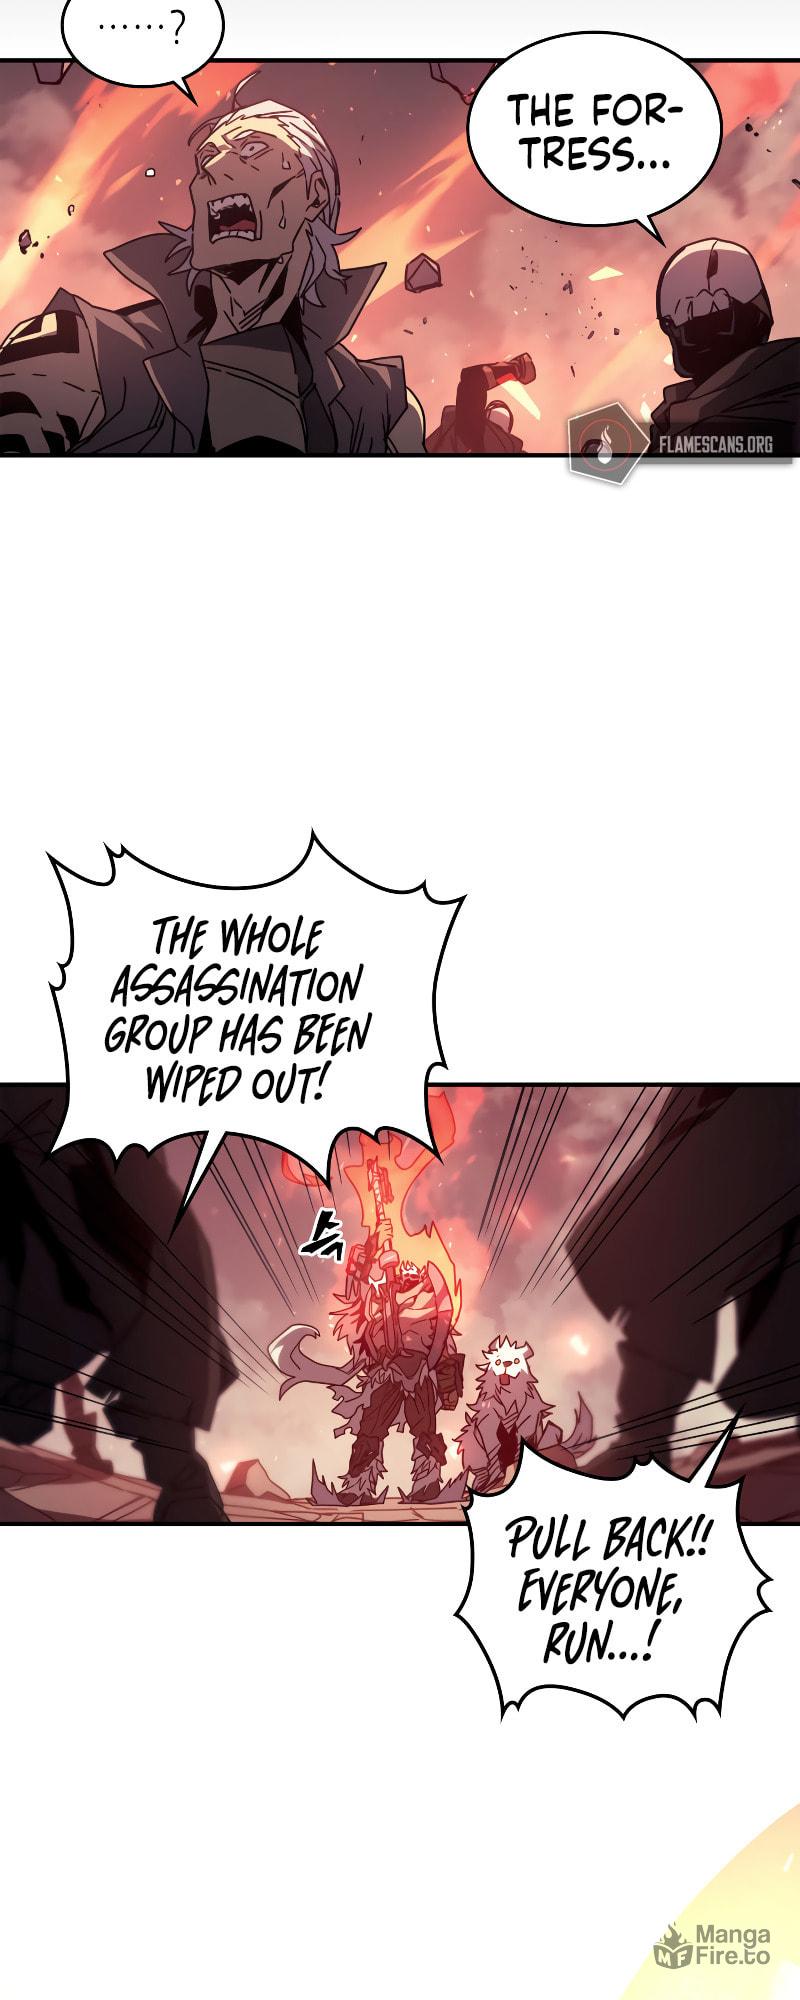 ......?
THE FOR-
TRESS...
FLAMESCANS.ORG
THE WHOLE
ASSASSINATION
GROUP HAS BEEN
WIPED OUT!
PULL BACK!!
EVERYONE,
RUN...!
MF
Manga
Fire.to